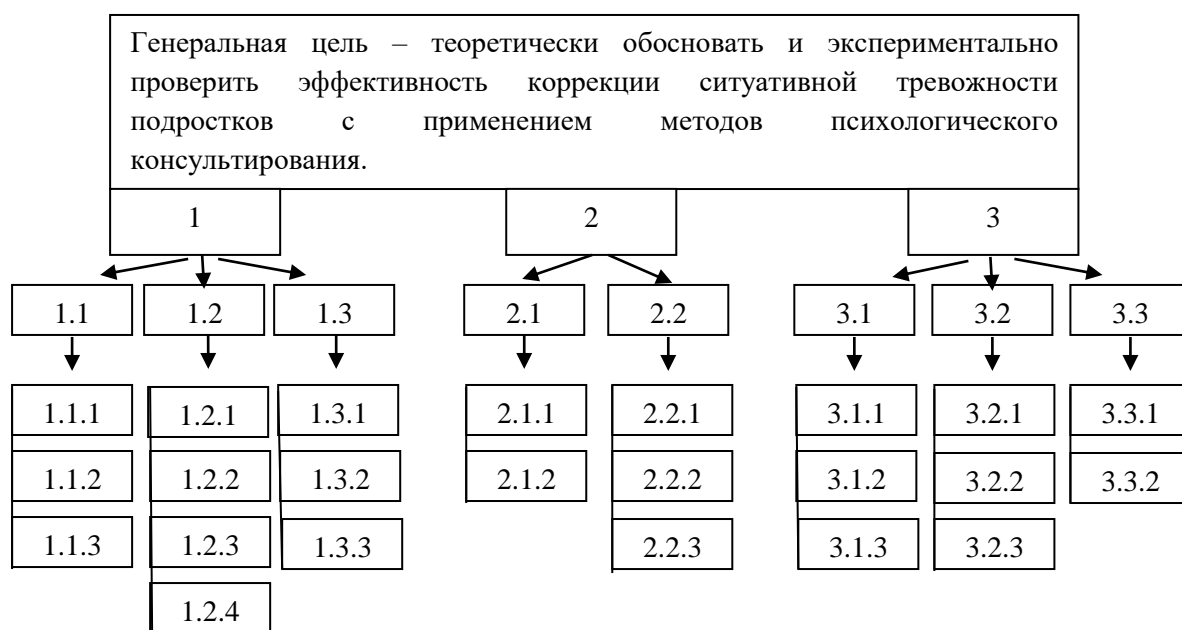 Генеральная цель – теоретически обосновать и экспериментально
проверить эффективность коррекции ситуативной тревожности
подростков с применением методов психологического
консультирования.
1 2 3
1.1 1.2 1.3 2.1 2.2 3.1 3.2 3.3
1.1.1 1.2.1 1.3.1 2.1.1 2.2.1 3.1.1 3.2.1 3.3.1
1.1.2 1.2.2 1.3.2 2.1.2 2.2.2 3.1.2 3.2.2 3.3.2
1.1.3 1.2.3 1.3.3 2.2.3 3.1.3 3.2.3
1.2.4